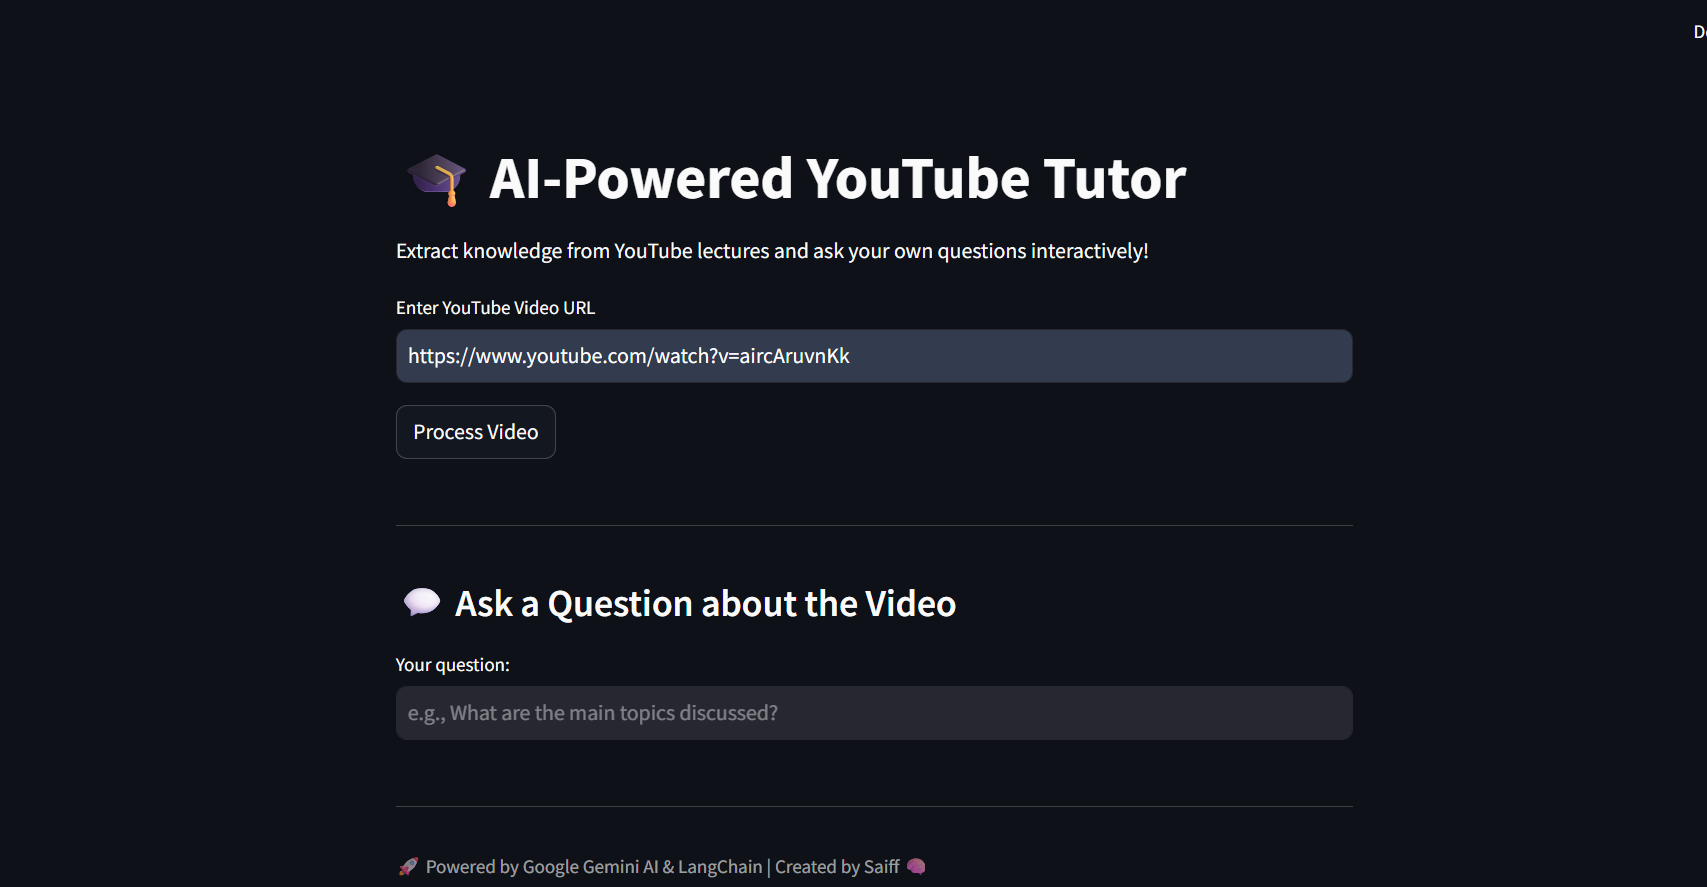 AI-Powered YouTube Tutor
Extract knowledge from YouTube lectures and ask your own questions interactively!
Enter YouTube Video URL
https://www.youtube.com/watch?v=aircAruvnKk
Process Video
Ask a Question about the Video
Your question:
e.g., What are the main topics discussed?
Powered by Google Gemini AI & LangChain | Created by Saiff